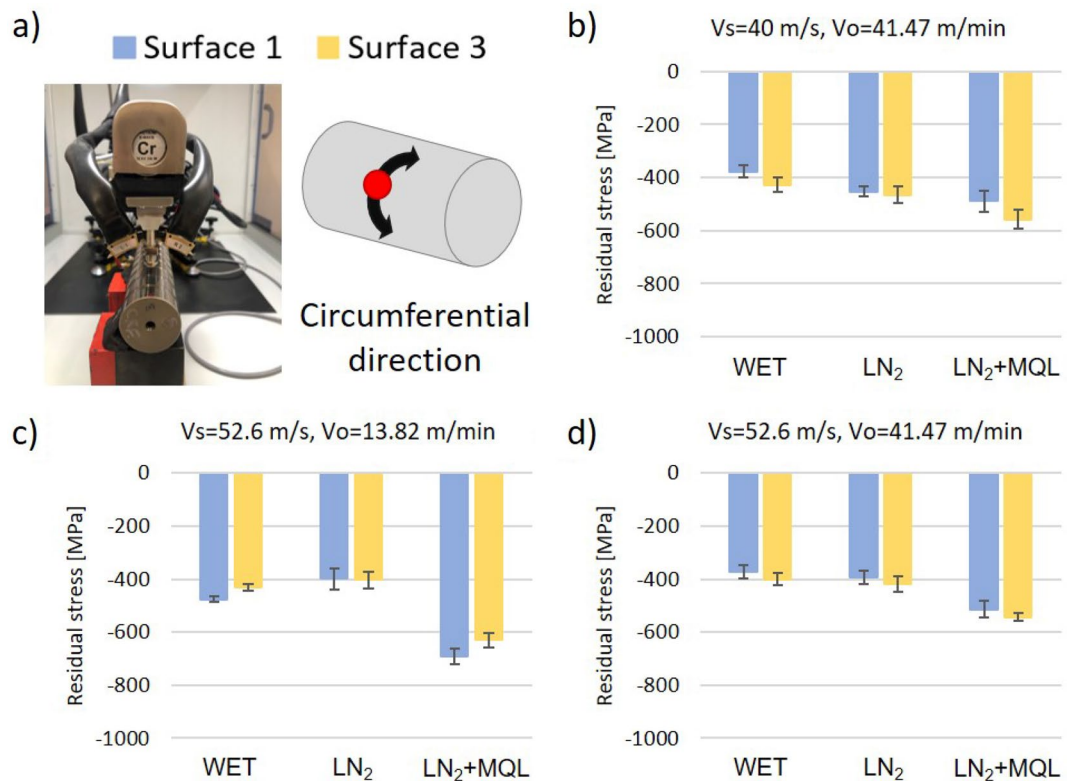 a)
Surface 1
Surface 3
Cr
Circumferential
direction
b)
Vs=40 m/s, Vo=41.47 m/min
Residual stress [MPa]
0
-200
-400
-600
-800
-1000
WET
LN₂
LN₂+MQL
c)
Vs=52.6 m/s, Vo=13.82 m/min
Residual stress [MPa]
0
-200
-400
-600
-800
-1000
WET
LN₂
LN₂+MQL
d)
Vs=52.6 m/s, Vo=41.47 m/min
Residual stress [MPa]
0
-200
-400
-600
-800
-1000
WET
LN₂
LN₂+MQL